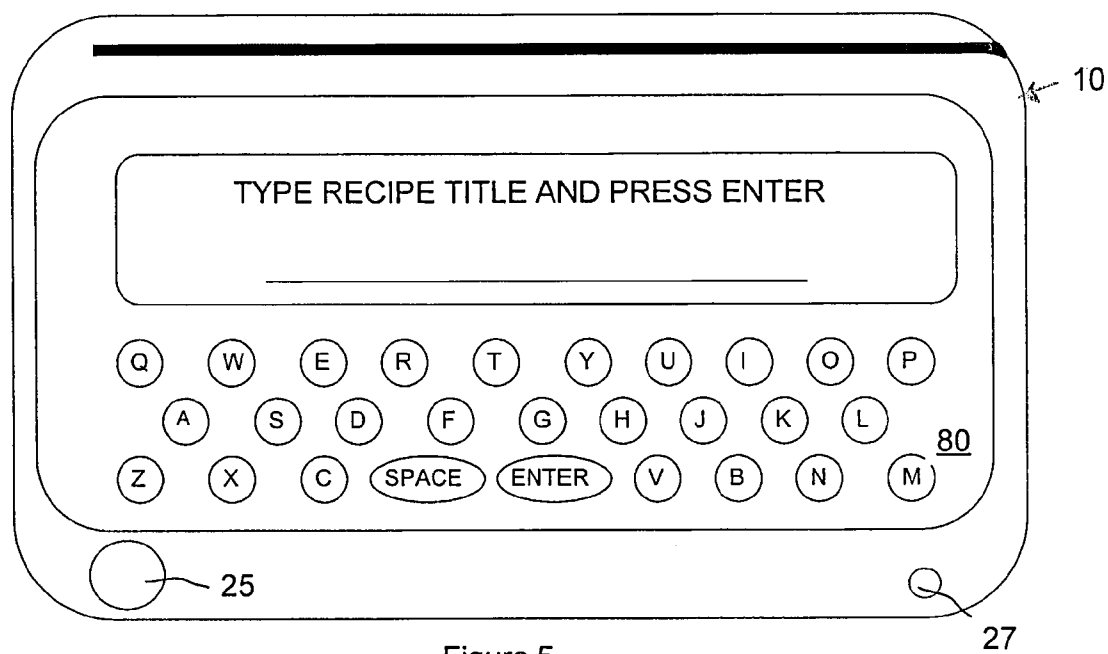 10
TYPE RECIPE TITLE AND PRESS ENTER
Q W E R T Y U I O P
A S D F G H J K L
80
Z X C SPACE ENTER V B N M
25
27
Figure 5